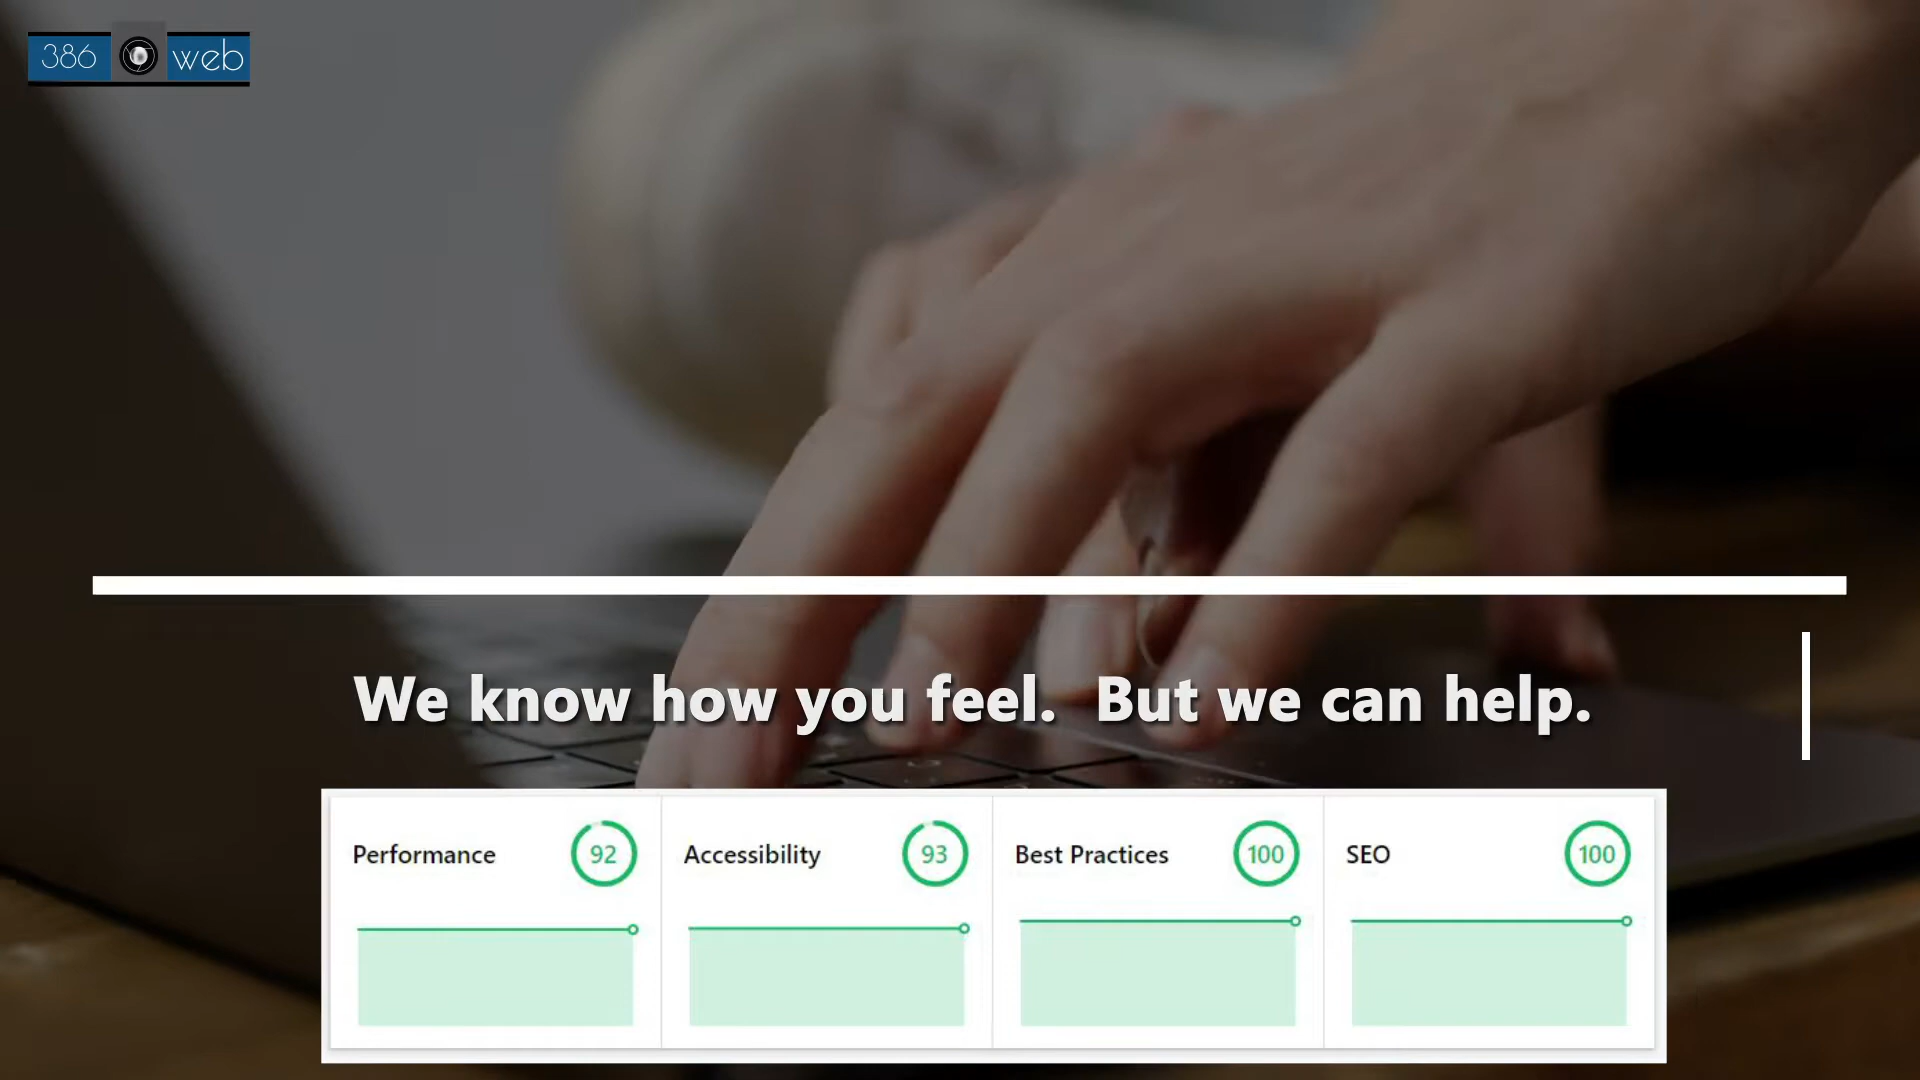 386 web
We know how you feel. But we can help.
Performance 92
Accessibility 93
Best Practices 100
SEO 100